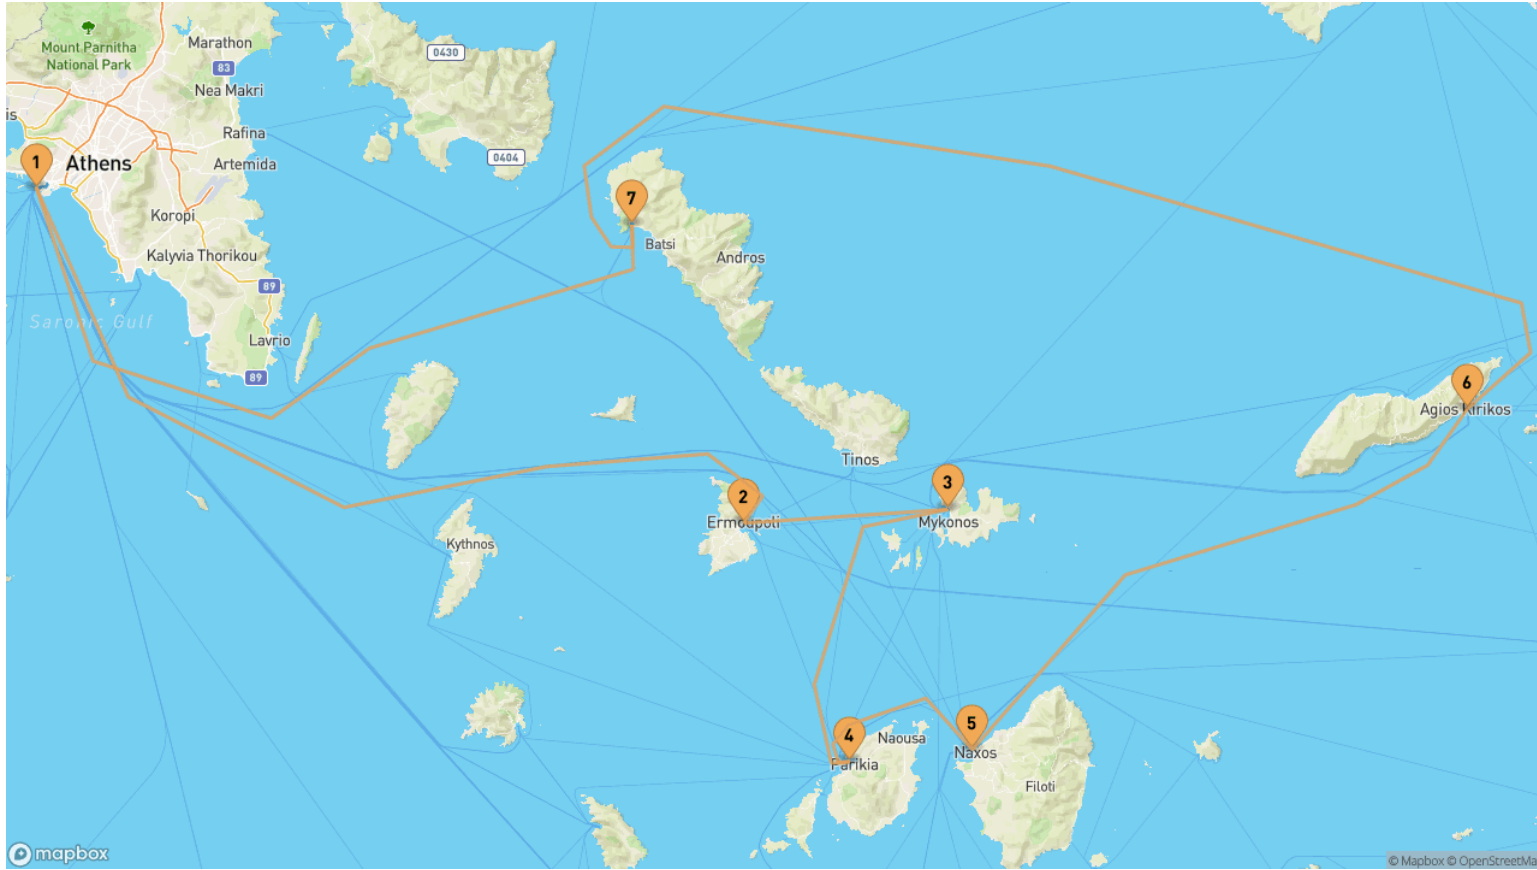 Mount Parnitha
National Park
Marathon
83
Nea Makri
0430
is
Rafina
0404
1
Athens
Artemida
7
Koropi
Batsi
Kalyvia Thorikou
Andros
89
Saronic Gulf
Lavrio
89
6
Agios Kirikos
Tinos
2
3
Ermoupoli
Mykonos
Kythnos
4
5
Naousa
Parikia
Naxos
Filoti
mapbox
© Mapbox © OpenStreetMa